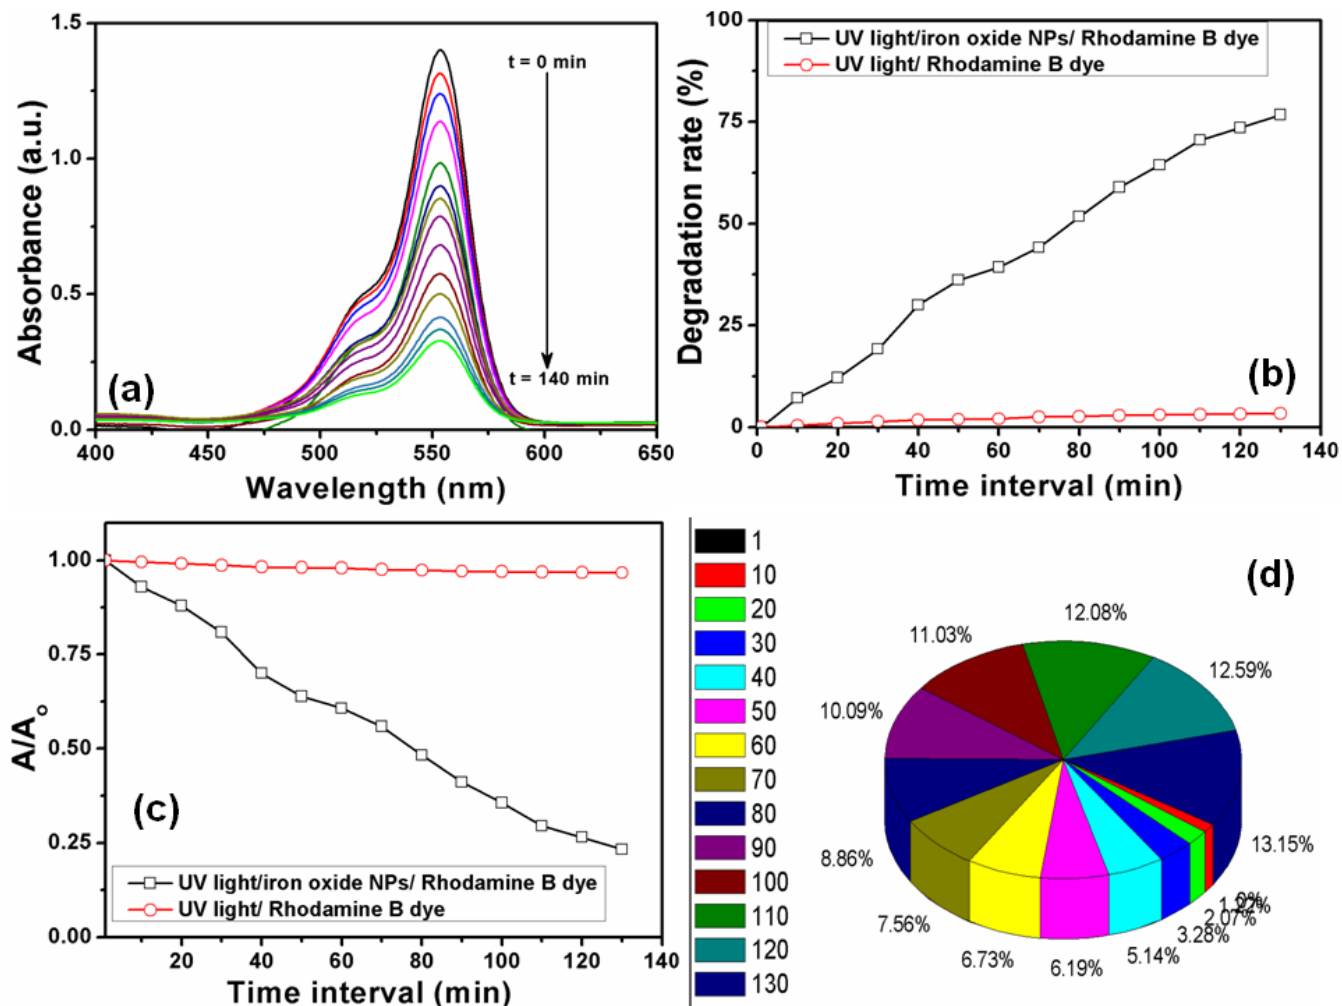 1.5
1.0
0.5
0.0
Absorbance (a.u.)
t = 0 min
t = 140 min
(a)
400 450 500 550 600 650
Wavelength (nm)
100
75
50
25
0
Degradation rate (%)
UV light/iron oxide NPs/ Rhodamine B dye
UV light/ Rhodamine B dye
(b)
0 20 40 60 80 100 120 140
Time interval (min)
1.00
0.75
0.50
0.25
0.00
A/A₀
(c)
UV light/iron oxide NPs/ Rhodamine B dye
UV light/ Rhodamine B dye
20 40 60 80 100 120 140
Time interval (min)
1
10
20
30
40
50
60
70
80
90
100
110
120
130
(d)
12.08%
11.03%
12.59%
10.09%
13.15%
8.86%
0%
1.22%
2.07%
3.28%
7.56%
5.14%
6.73%
6.19%